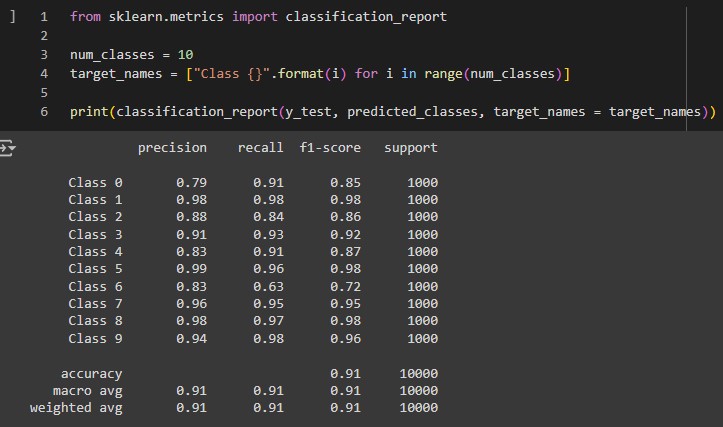 ] 1 from sklearn.metrics import classification_report
2
3 num_classes = 10
4 target_names = ["Class {}".format(i) for i in range(num_classes)]
5
6 print(classification_report(y_test, predicted_classes, target_names = target_names))
precision recall f1-score support
Class 0 0.79 0.91 0.85 1000
Class 1 0.98 0.98 0.98 1000
Class 2 0.88 0.84 0.86 1000
Class 3 0.91 0.93 0.92 1000
Class 4 0.83 0.91 0.87 1000
Class 5 0.99 0.96 0.98 1000
Class 6 0.83 0.63 0.72 1000
Class 7 0.96 0.95 0.95 1000
Class 8 0.98 0.97 0.98 1000
Class 9 0.94 0.98 0.96 1000
accuracy 0.91 10000
macro avg 0.91 0.91 0.91 10000
weighted avg 0.91 0.91 0.91 10000